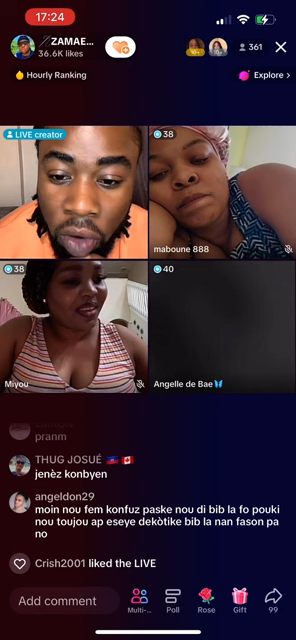 17:24
ZAMAE...
36.6K likes
10+
361
Hourly Ranking
Explore >
LIVE creator
38
maboune 888
38
Miyou
40
Angelle de Bae
pranm
THUG JOSUÉ
jenèz konbyen
angeldon29
moin nou fem konfuz paske nou di bib la fo pouki
nou toujou ap eseye dekòtike bib la nan fason pa
no
Crish2001 liked the LIVE
Add comment
Multi-...
Poll
Rose
Gift
99